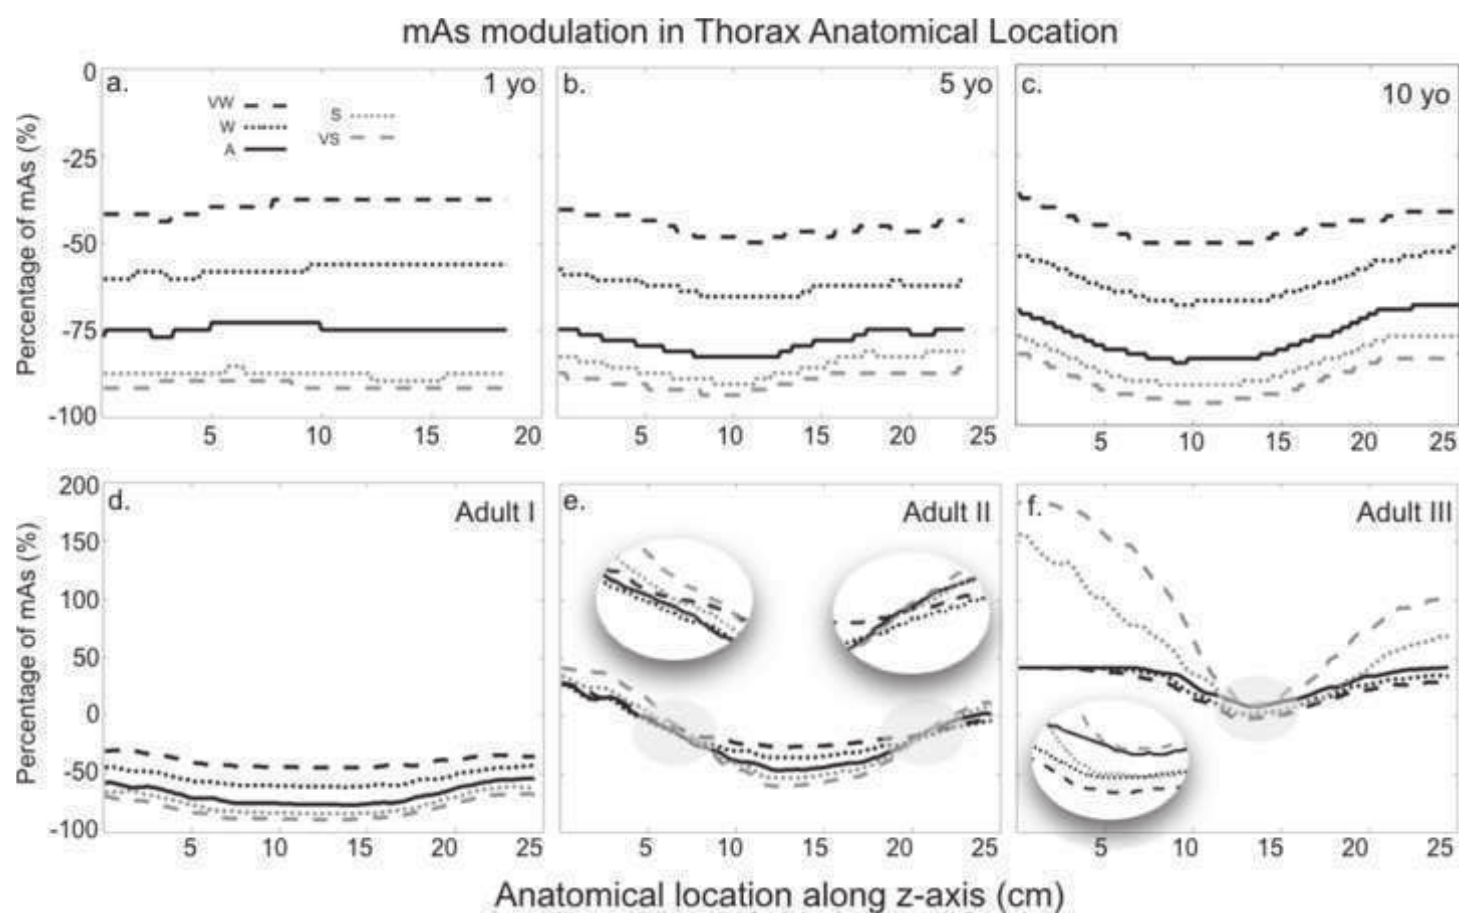 mAs modulation in Thorax Anatomical Location
Percentage of mAs (%)
0
-25
-50
-75
-100
a.
1 yo
VW
W
A
S
VS
5
10
15
20
b.
5 yo
5
10
15
20
25
c.
10 yo
5
10
15
20
25
Percentage of mAs (%)
200
150
100
50
0
-50
-100
d.
Adult I
5
10
15
20
25
e.
Adult II
5
10
15
20
25
f.
Adult III
5
10
15
20
25
Anatomical location along z-axis (cm)